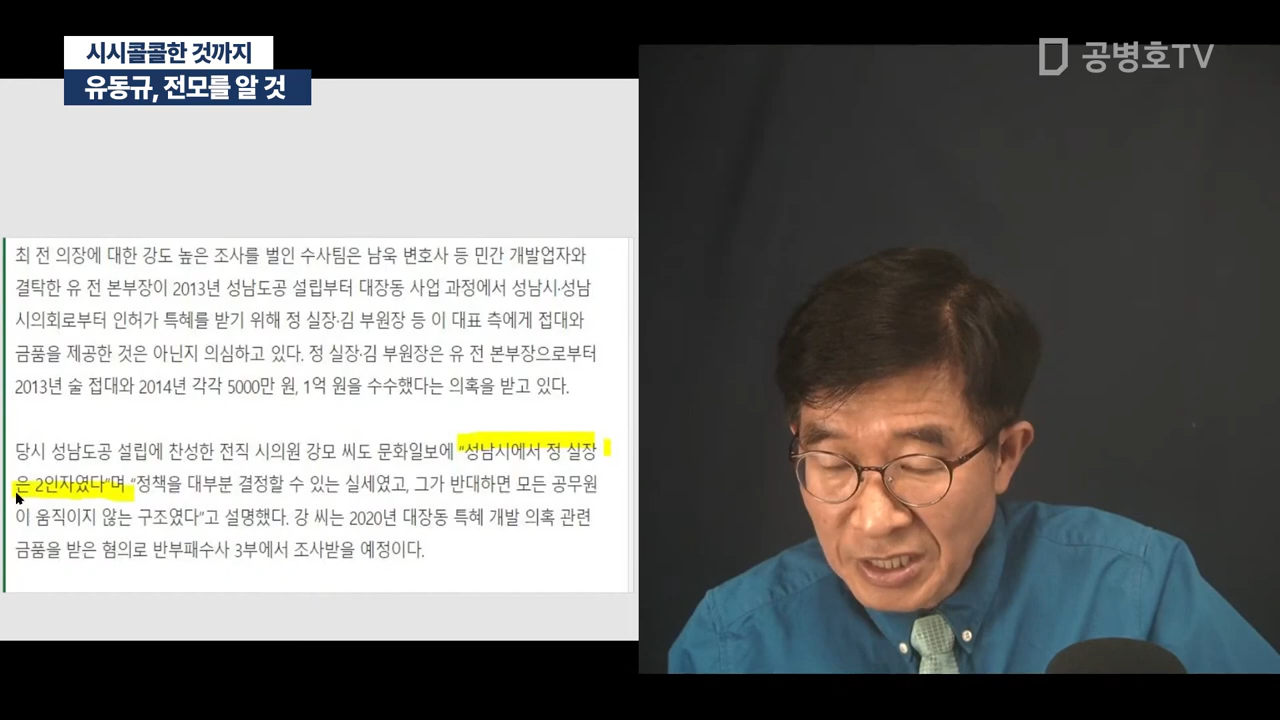 시시콜콜한 것까지
유동규, 전모를 알 것
공병호TV
최 전 의장에 대한 강도 높은 조사를 벌인 수사팀은 남욱 변호사 등 민간 개발업자와
결탁한 유 전 본부장이 2013년 성남도공 설립부터 대장동 사업 과정에서 성남시·성남
시의회로부터 인허가 특혜를 받기 위해 정 실장·김 부원장 등 이 대표 측에게 접대와
금품을 제공한 것은 아닌지 의심하고 있다. 정 실장·김 부원장은 유 전 본부장으로부터
2013년 술 접대와 2014년 각각 5000만 원, 1억 원을 수수했다는 의혹을 받고 있다.
당시 성남도공 설립에 찬성한 전직 시의원 강모 씨도 문화일보에 “성남시에서 정 실장
은 2인자였다”며 “정책을 대부분 결정할 수 있는 실세였고, 그가 반대하면 모든 공무원
이 움직이지 않는 구조였다”고 설명했다. 강 씨는 2020년 대장동 특혜 개발 의혹 관련
금품을 받은 혐의로 반부패수사 3부에서 조사받을 예정이다.